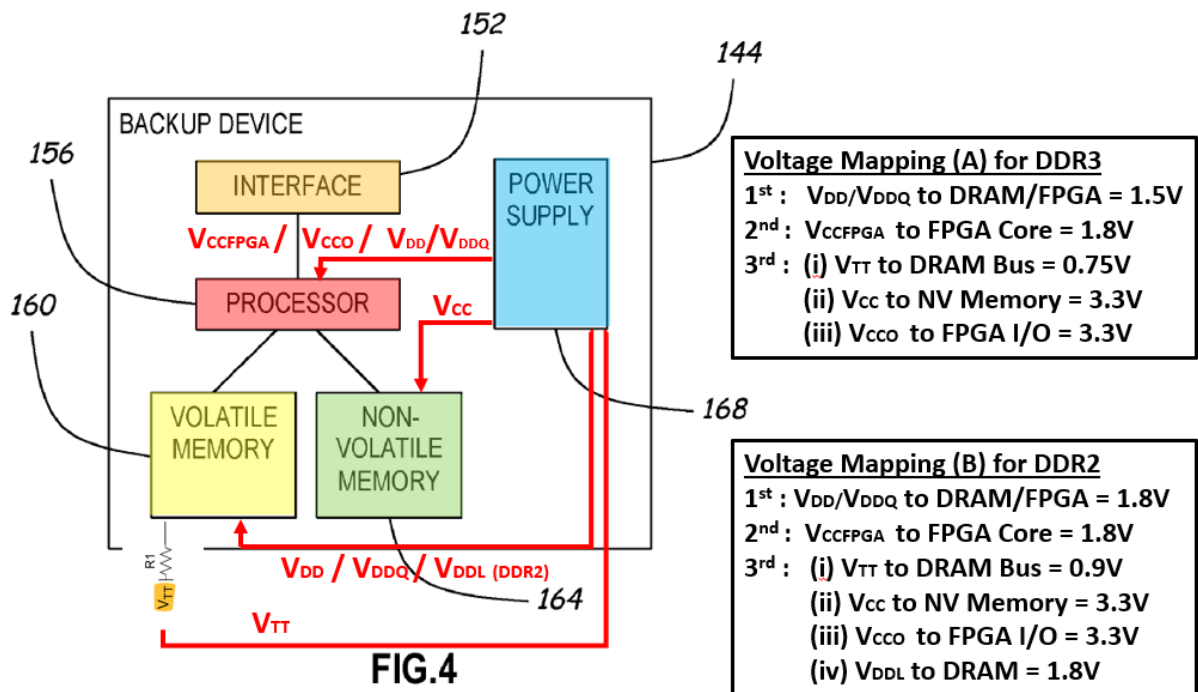 152
144
BACKUP DEVICE
156
INTERFACE
POWER
SUPPLY
VCCFPGA / VCCO / VDD/VDDQ
PROCESSOR
160
VCC
VOLATILE
MEMORY
NON-
VOLATILE
MEMORY
168
R1
VTT
VDD / VDDQ / VDDL (DDR2)
164
VTT
FIG.4
Voltage Mapping (A) for DDR3
1st : VDD/VDDQ to DRAM/FPGA = 1.5V
2nd : VCCFPGA to FPGA Core = 1.8V
3rd : (i) VTT to DRAM Bus = 0.75V
(ii) VCC to NV Memory = 3.3V
(iii) VCCO to FPGA I/O = 3.3V
Voltage Mapping (B) for DDR2
1st : VDD/VDDQ to DRAM/FPGA = 1.8V
2nd : VCCFPGA to FPGA Core = 1.8V
3rd : (i) VTT to DRAM Bus = 0.9V
(ii) VCC to NV Memory = 3.3V
(iii) VCCO to FPGA I/O = 3.3V
(iv) VDDL to DRAM = 1.8V